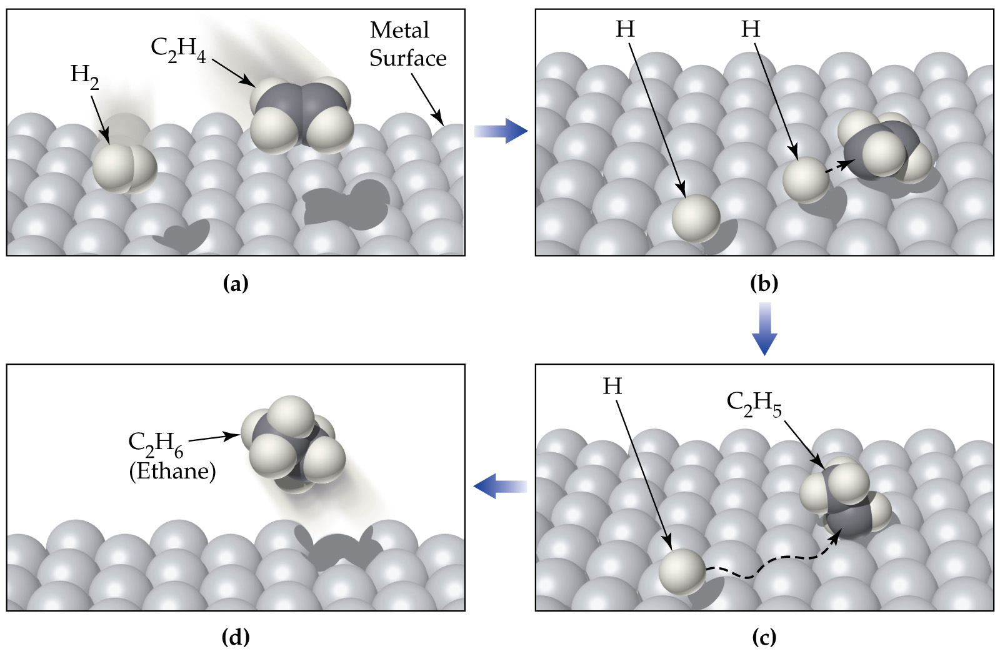 H₂
C₂H₄
Metal
Surface
(a)
H
H
(b)
H
C₂H₅
(c)
C₂H₆
(Ethane)
(d)